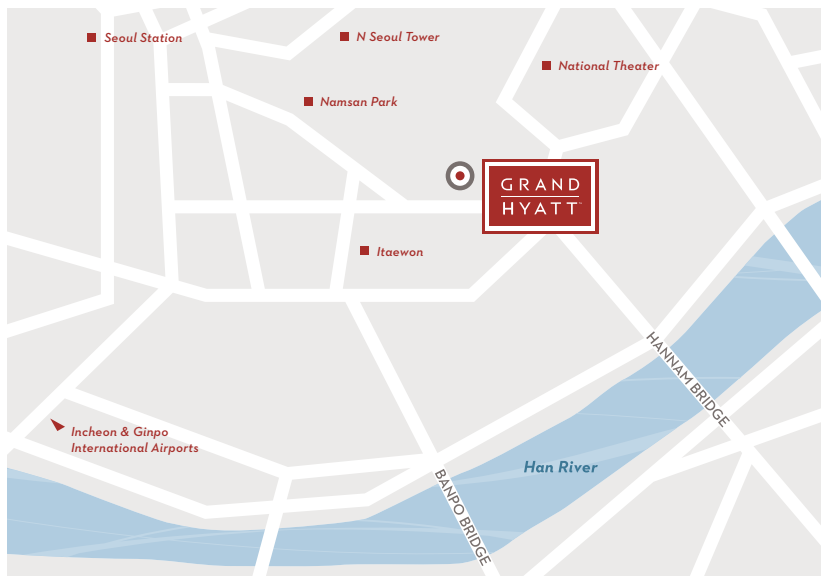 Seoul Station
N Seoul Tower
National Theater
Namsan Park
GRAND
HYATT
Itaewon
HANNAM BRIDGE
Incheon & Ginpo
International Airports
Han River
BANPO BRIDGE